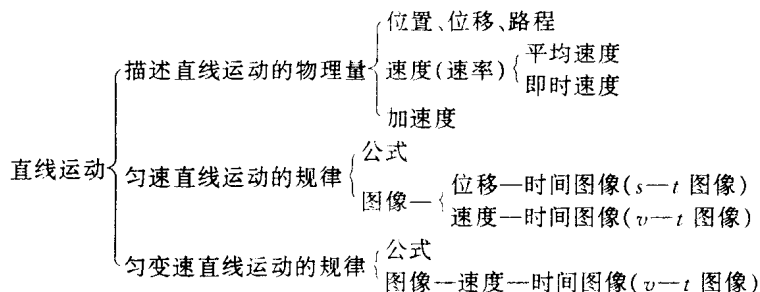 位置、位移、路程
描述直线运动的物理量
速度(速率)
平均速度
即时速度
加速度
直线运动
匀速直线运动的规律
公式
图像—
位移—时间图像(s—t 图像)
速度—时间图像(v—t 图像)
匀变速直线运动的规律
公式
图像—速度—时间图像(v—t 图像)